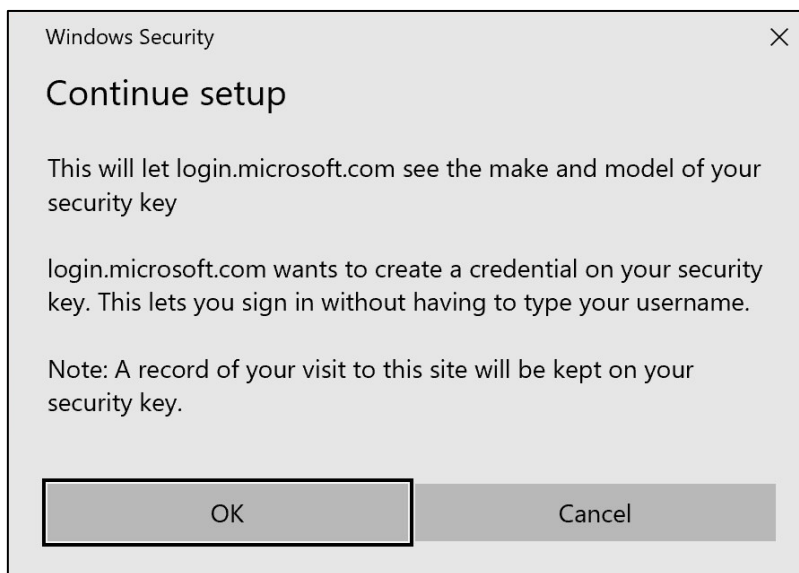 Windows Security
Continue setup
This will let login.microsoft.com see the make and model of your
security key
login.microsoft.com wants to create a credential on your security
key. This lets you sign in without having to type your username.
Note: A record of your visit to this site will be kept on your
security key.
OK
Cancel